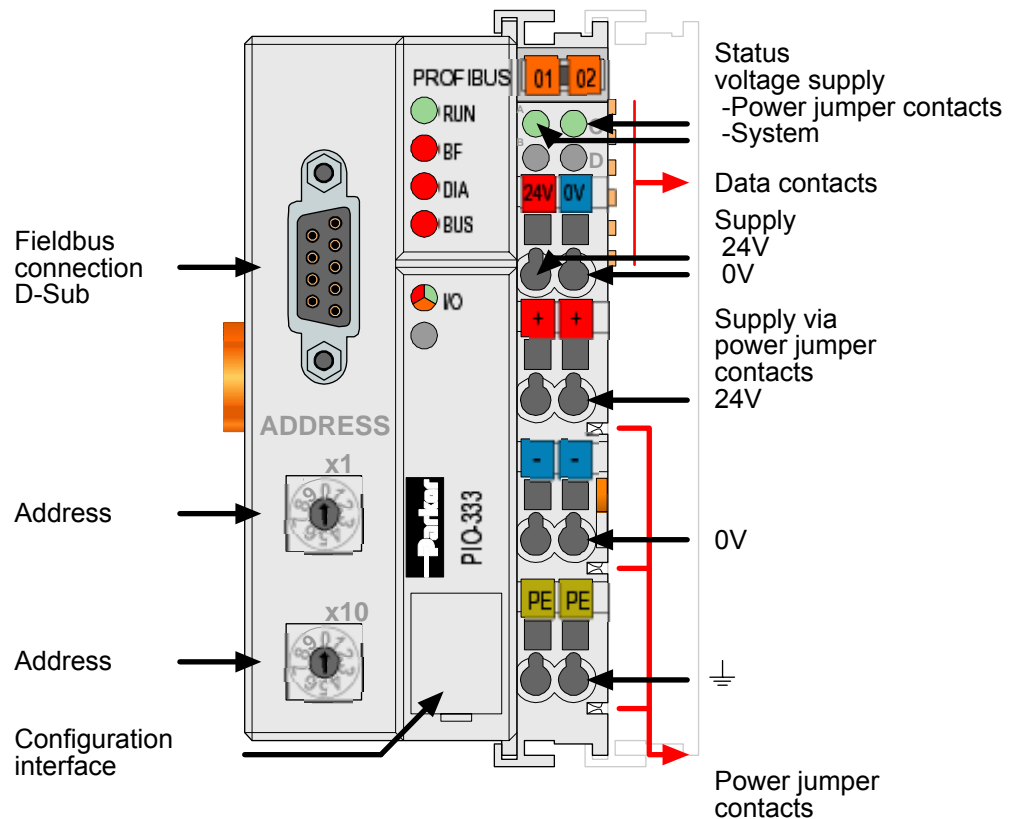 Status
voltage supply
-Power jumper contacts
-System
Data contacts
Supply
24V
0V
Supply via
power jumper
contacts
24V
0V
Power jumper
contacts
Fieldbus
connection
D-Sub
Address
Address
Configuration
interface
PROFIBUS
RUN
BF
DIA
BUS
I/O
ADDRESS
x1
x10
Parker
PIO-333
01 02
A
C
B
D
24V 0V
+ +
- -
PE PE